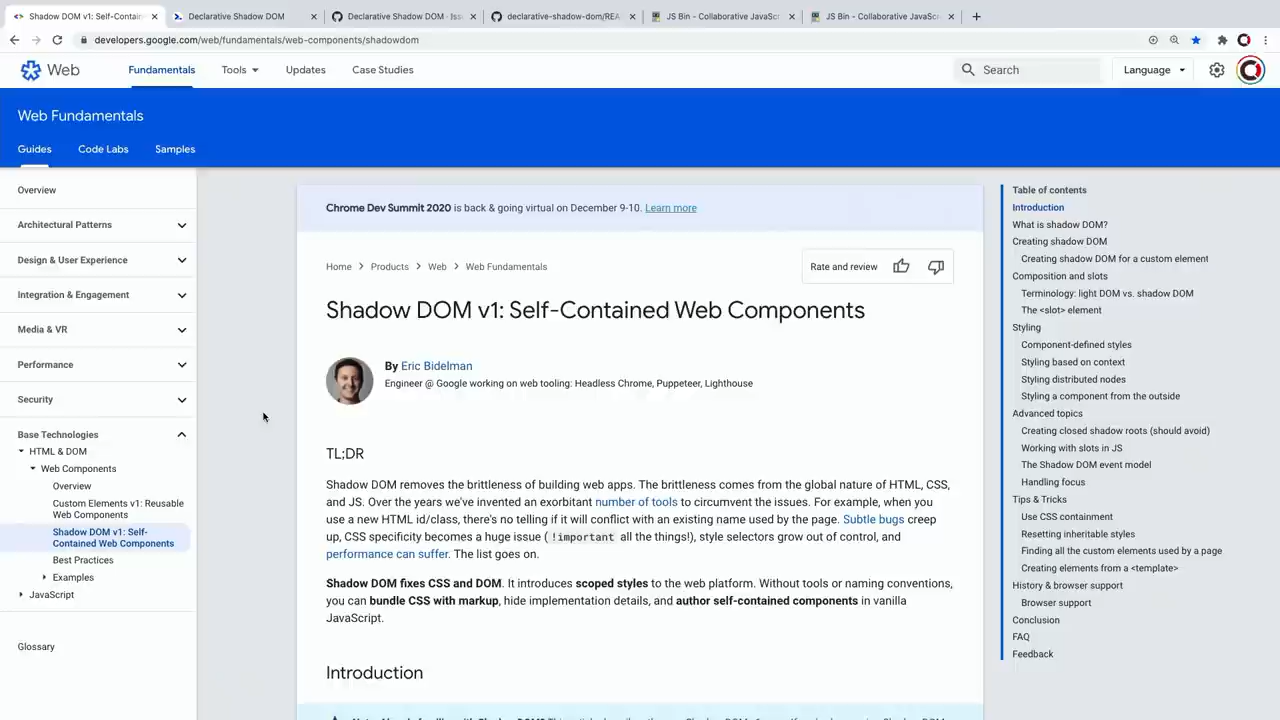 Shadow DOM v1: Self-Contain
Declarative Shadow DOM
Declarative Shadow DOM · Iss
declarative-shadow-dom/REA
JS Bin - Collaborative JavaScr
JS Bin - Collaborative JavaScr
developers.google.com/web/fundamentals/web-components/shadowdom
Web
Fundamentals
Tools
Updates
Case Studies
Search
Language
Web Fundamentals
Guides
Code Labs
Samples
Overview
Architectural Patterns
Design & User Experience
Integration & Engagement
Media & VR
Performance
Security
Base Technologies
HTML & DOM
Web Components
Overview
Custom Elements v1: Reusable
Web Components
Shadow DOM v1: Self-
Contained Web Components
Best Practices
Examples
JavaScript
Glossary
Chrome Dev Summit 2020 is back & going virtual on December 9-10. Learn more
Home > Products > Web > Web Fundamentals
Rate and review
Shadow DOM v1: Self-Contained Web Components
By Eric Bidelman
Engineer @ Google working on web tooling: Headless Chrome, Puppeteer, Lighthouse
TL;DR
Shadow DOM removes the brittleness of building web apps. The brittleness comes from the global nature of HTML, CSS,
and JS. Over the years we've invented an exorbitant number of tools to circumvent the issues. For example, when you
use a new HTML id/class, there's no telling if it will conflict with an existing name used by the page. Subtle bugs creep
up, CSS specificity becomes a huge issue ( !important all the things!), style selectors grow out of control, and
performance can suffer. The list goes on.
Shadow DOM fixes CSS and DOM. It introduces scoped styles to the web platform. Without tools or naming conventions,
you can bundle CSS with markup, hide implementation details, and author self-contained components in vanilla
JavaScript.
Introduction
Table of contents
Introduction
What is shadow DOM?
Creating shadow DOM
Creating shadow DOM for a custom element
Composition and slots
Terminology: light DOM vs. shadow DOM
The <slot> element
Styling
Component-defined styles
Styling based on context
Styling distributed nodes
Styling a component from the outside
Advanced topics
Creating closed shadow roots (should avoid)
Working with slots in JS
The Shadow DOM event model
Handling focus
Tips & Tricks
Use CSS containment
Resetting inheritable styles
Finding all the custom elements used by a page
Creating elements from a <template>
History & browser support
Browser support
Conclusion
FAQ
Feedback